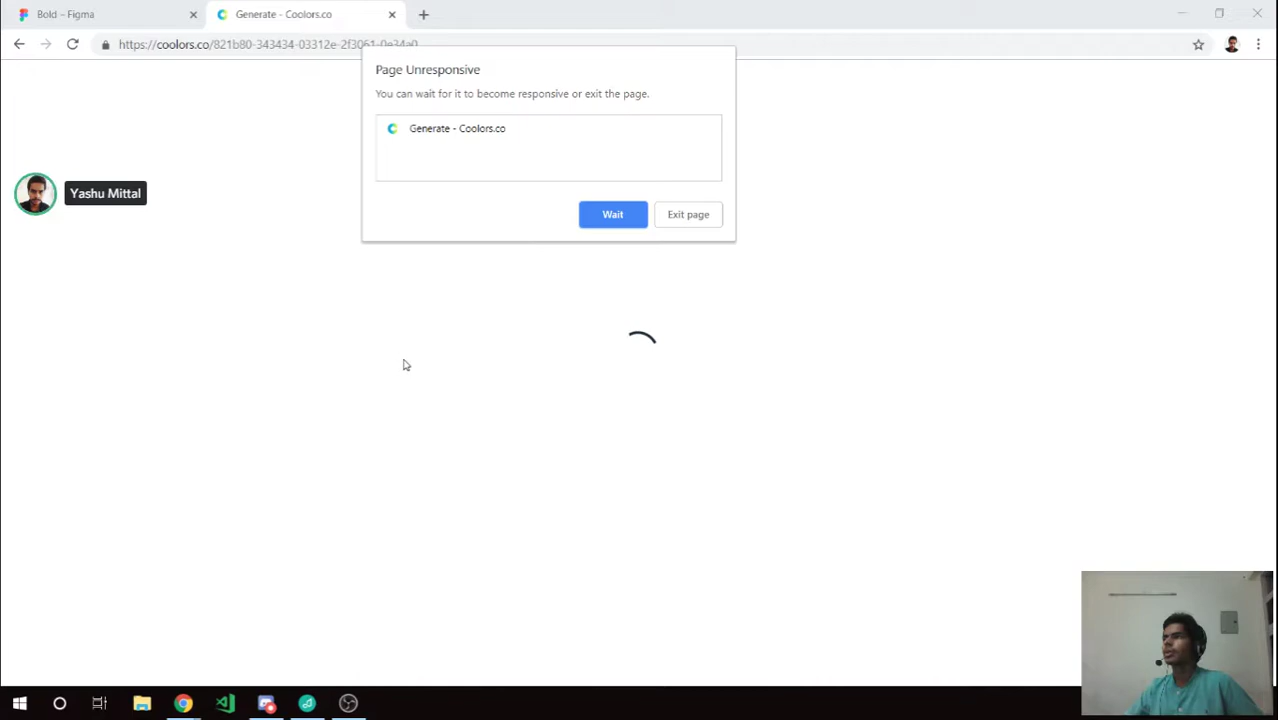 Bold – Figma
Generate - Coolors.co
https://coolors.co/821b80-343434-03312e-2f3061-0e34a0
Page Unresponsive
You can wait for it to become responsive or exit the page.
Generate - Coolors.co
Yashu Mittal
Wait
Exit page